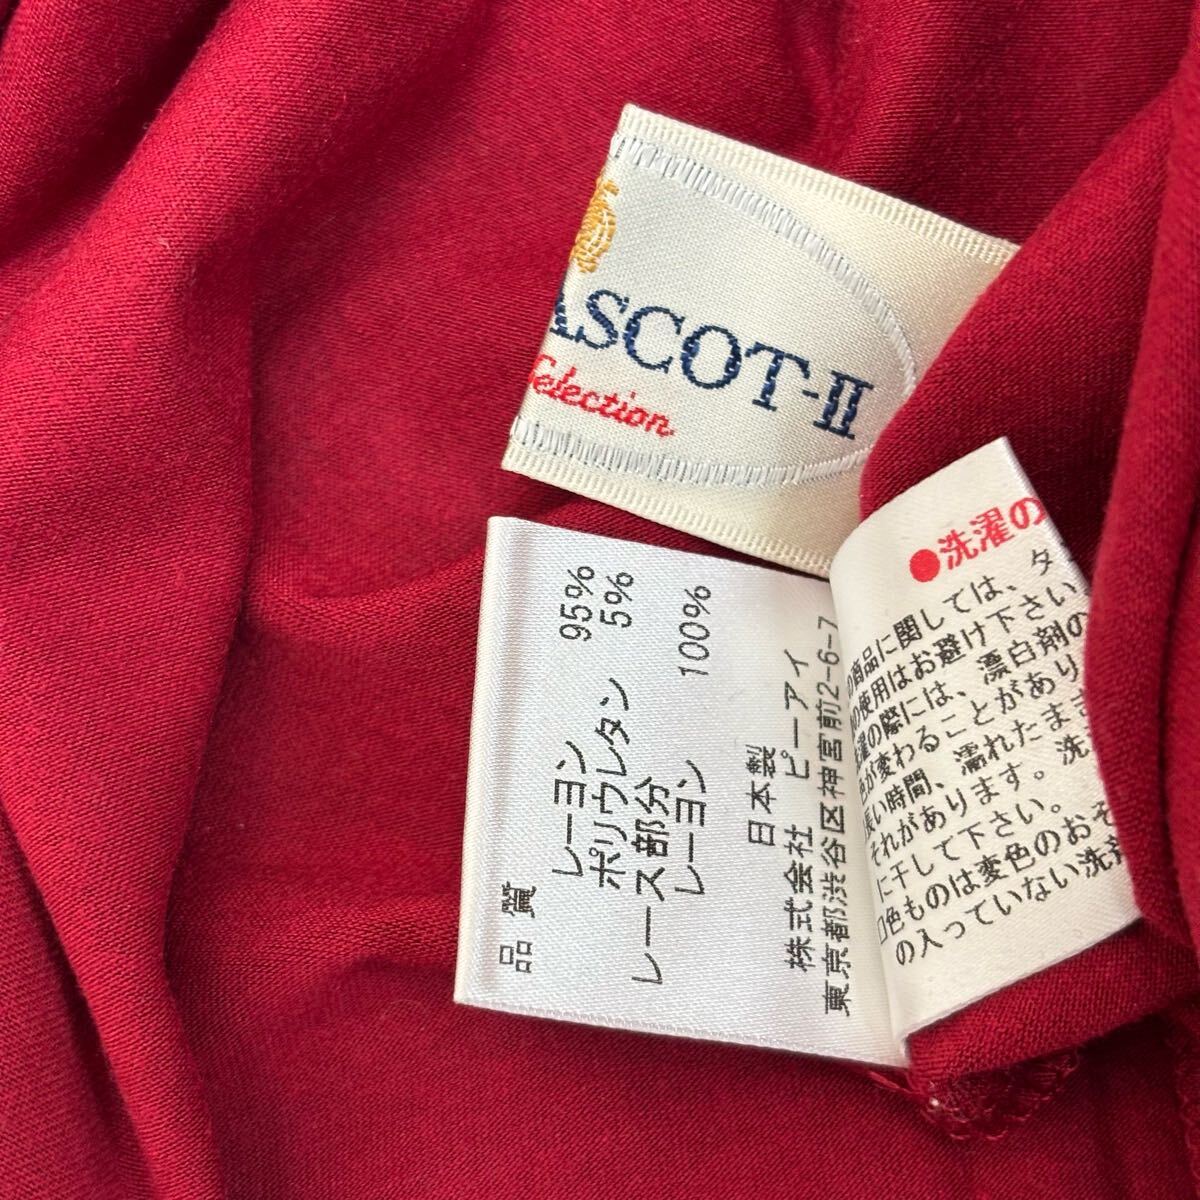 ASCOT-II
Selection
品質
レーヨン 95%
ポリウレタン 5%
レース部分
レーヨン 100%
日本製
株式会社 ピーアイ
東京都渋谷区神宮前2-6-7
●洗濯の
商品に関しては、タ
の使用はお避け下さい
濯の際には、漂白剤の
色が変わることがあり
長い時間、濡れたまま
それがあります。洗
に干して下さい。
色ものは変色のおそ
の入っていない洗剤